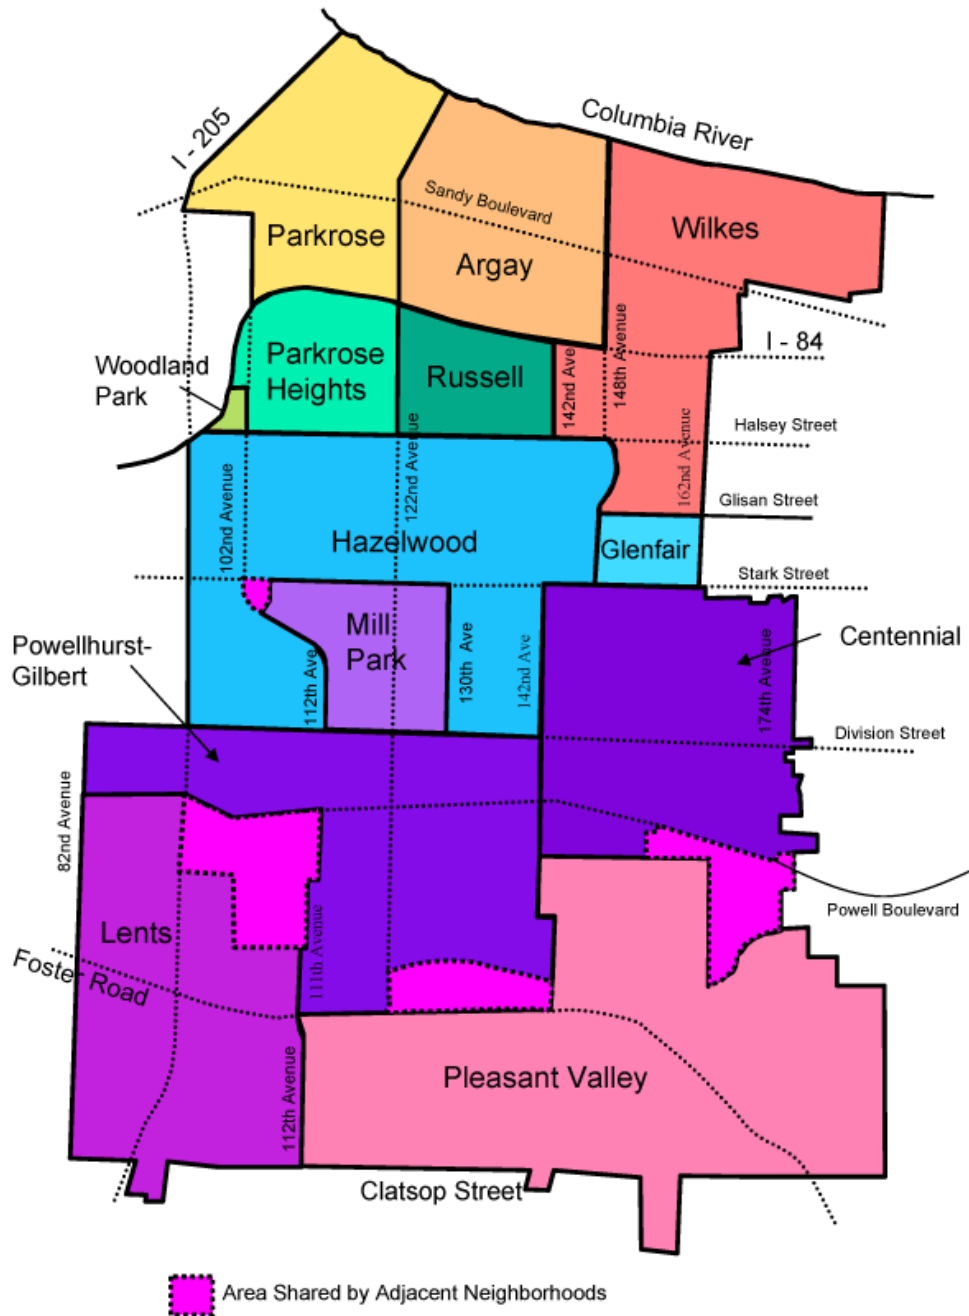 Columbia River
I - 205
Sandy Boulevard
Wilkes
Parkrose
Argay
148th Avenue
I - 84
Woodland
Park
Parkrose
Heights
Russell
142nd Ave
Halsey Street
122nd Avenue
162nd Avenue
Glisan Street
102nd Avenue
Hazelwood
Glenfair
Stark Street
Mill
Park
Centennial
Powellhurst-
Gilbert
112th Ave
130th Ave
142nd Ave
174th Avenue
Division Street
82nd Avenue
Powell Boulevard
Lents
111th Avenue
Foster Road
Pleasant Valley
112th Avenue
Clatsop Street
Area Shared by Adjacent Neighborhoods